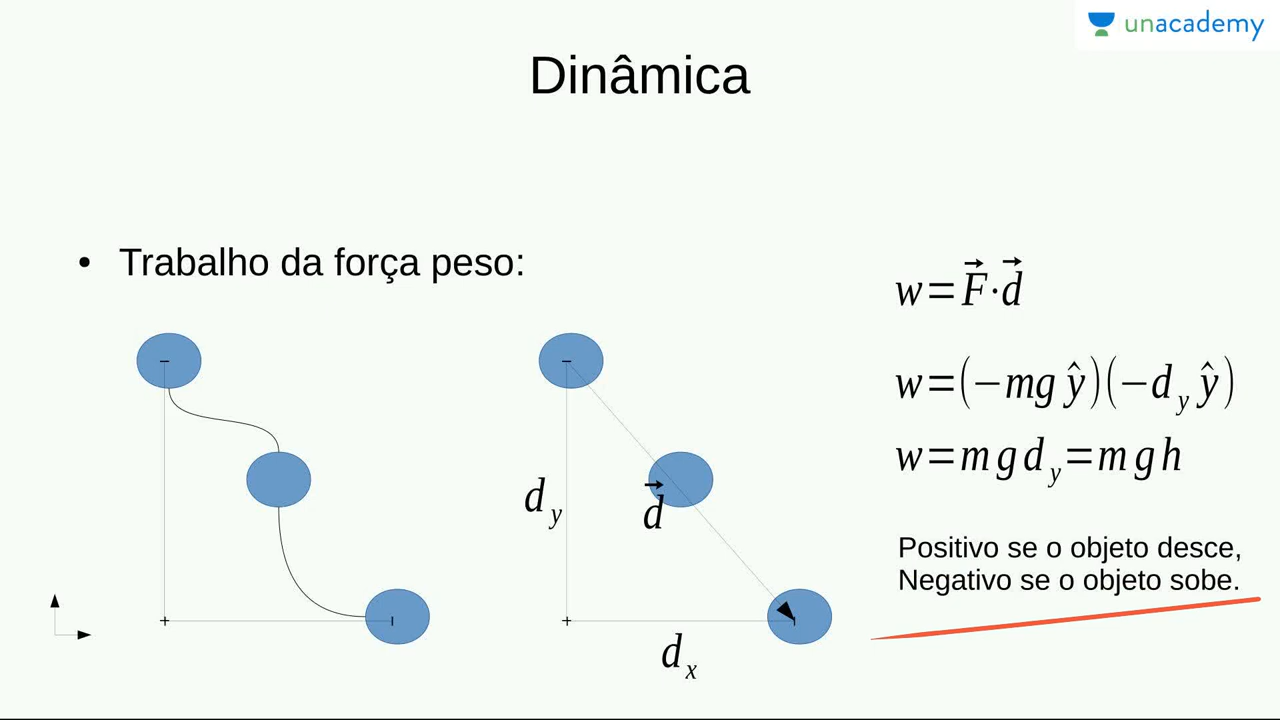 unacademy
Dinâmica
• Trabalho da força peso:
w=F⃗·d⃗
w=(−mg ŷ)(−d_y ŷ)
w=m g d_y=m g h
d_y
d⃗
d_x
Positivo se o objeto desce,
Negativo se o objeto sobe.